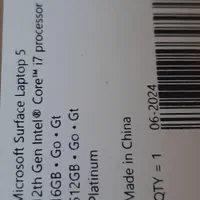 Microsoft Surface Laptop 5
12th Gen Intel® Core™ i7 processor
16GB • Go • Gt
512GB • Go • Gt
Platinum
Made in China
QTY = 1
06-2024